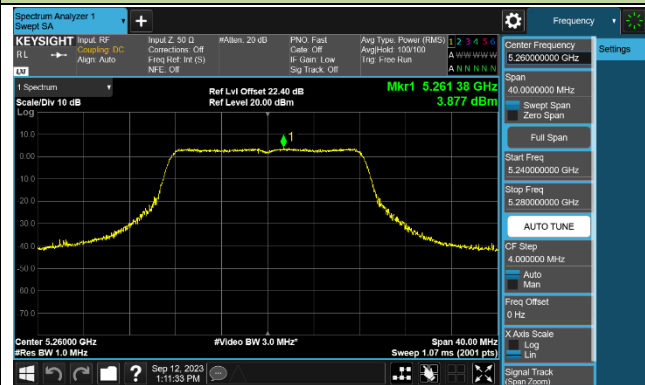 Spectrum Analyzer 1
Swept SA
Frequency
KEYSIGHT
RL
LXI
Input: RF
Coupling: DC
Align: Auto
Input Z: 50 Ω
Corrections: Off
Freq Ref: Int (S)
NFE: Off
#Atten: 20 dB
PNO: Fast
Gate: Off
IF Gain: Low
Sig Track: Off
Avg Type: Power (RMS)
Avg|Hold: 100/100
Trig: Free Run
1 2 3 4 5 6
A W W W W W
A N N N N N
1 Spectrum
Scale/Div 10 dB
Log
Ref Lvl Offset 22.40 dB
Ref Level 20.00 dBm
Mkr1 5.261 38 GHz
3.877 dBm
1
10.0
0.00
-10.0
-20.0
-30.0
-40.0
-50.0
-60.0
-70.0
Center 5.26000 GHz
#Res BW 1.0 MHz
#Video BW 3.0 MHz*
Span 40.00 MHz
Sweep 1.07 ms (2001 pts)
Sep 12, 2023
1:11:33 PM
Center Frequency
5.260000000 GHz
Settings
Span
40.0000000 MHz
Swept Span
Zero Span
Full Span
Start Freq
5.240000000 GHz
Stop Freq
5.280000000 GHz
AUTO TUNE
CF Step
4.000000 MHz
Auto
Man
Freq Offset
0 Hz
X Axis Scale
Log
Lin
Signal Track
(Span Zoom)